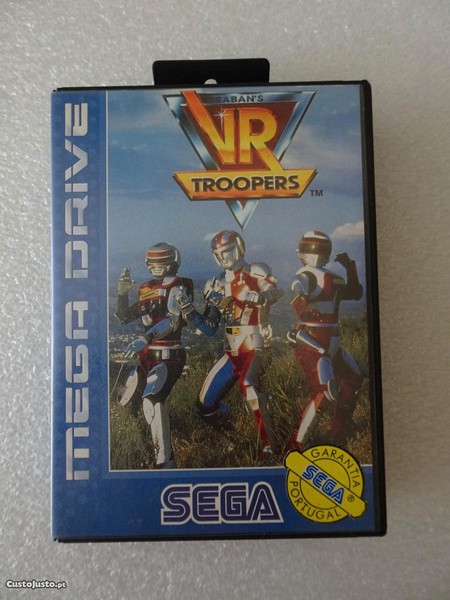 SABAN'S
VR
TROOPERS
TM
MEGA DRIVE
GARANTIA
SEGA
PORTUGAL
SEGA®
CustoJusto.pt